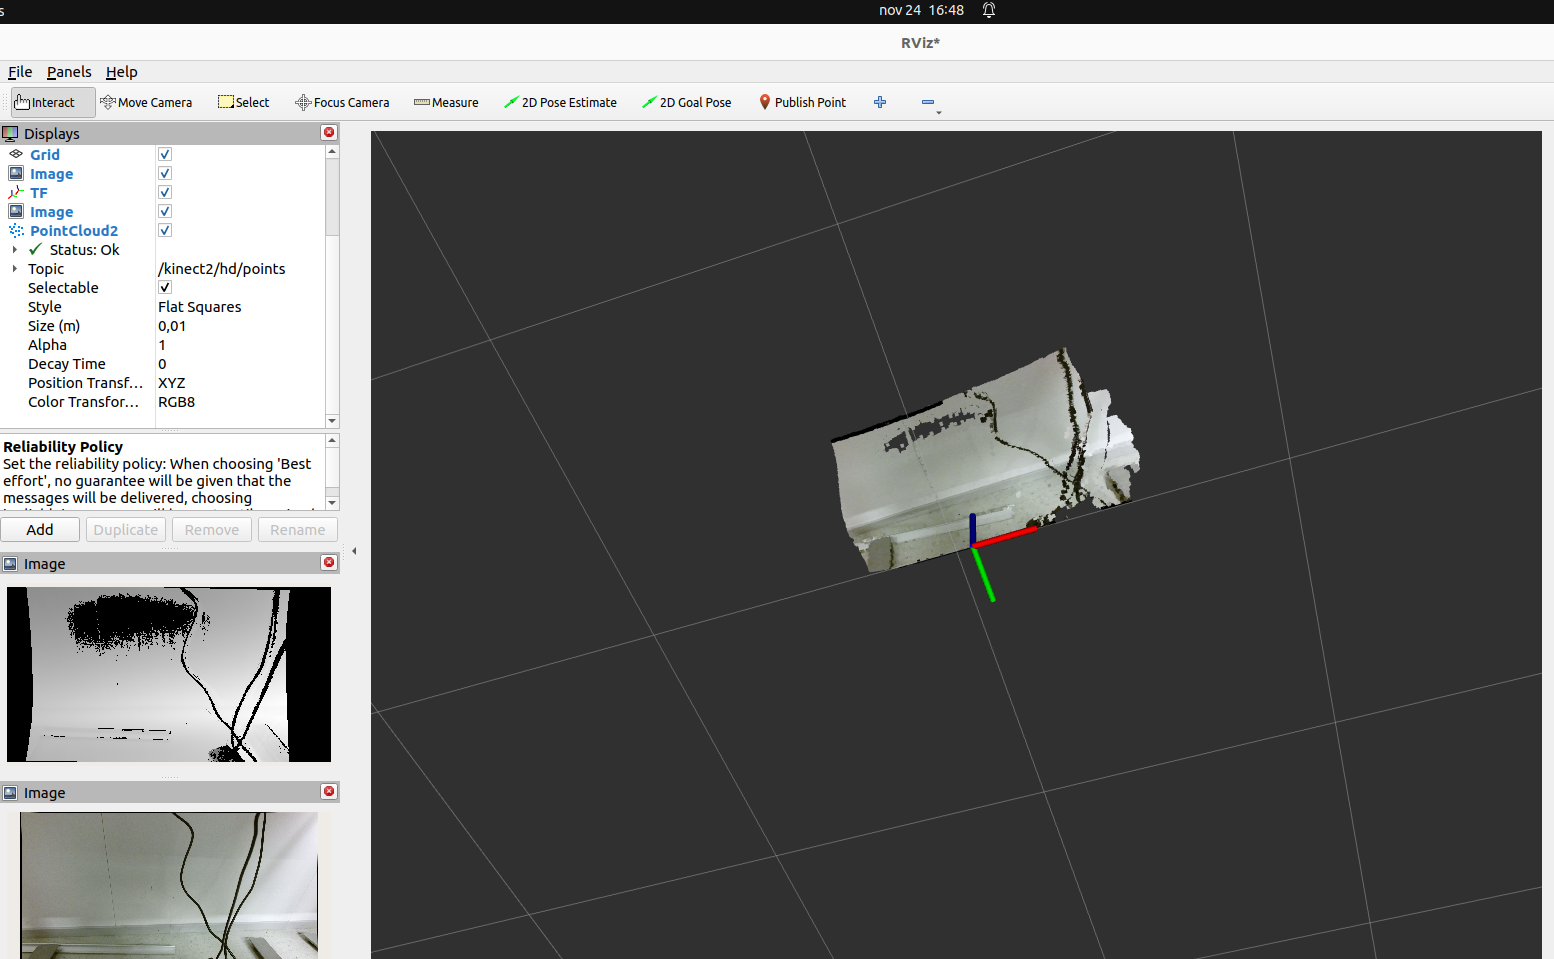 s
nov 24 16:48
RViz*
File Panels Help
Interact Move Camera Select Focus Camera Measure 2D Pose Estimate 2D Goal Pose Publish Point
Displays
Grid
Image
TF
Image
PointCloud2
Status: Ok
Topic /kinect2/hd/points
Selectable
Style Flat Squares
Size (m) 0,01
Alpha 1
Decay Time 0
Position Transf... XYZ
Color Transfor... RGB8
Reliability Policy
Set the reliability policy: When choosing 'Best
effort', no guarantee will be given that the
messages will be delivered, choosing
Add Duplicate Remove Rename
Image
Image